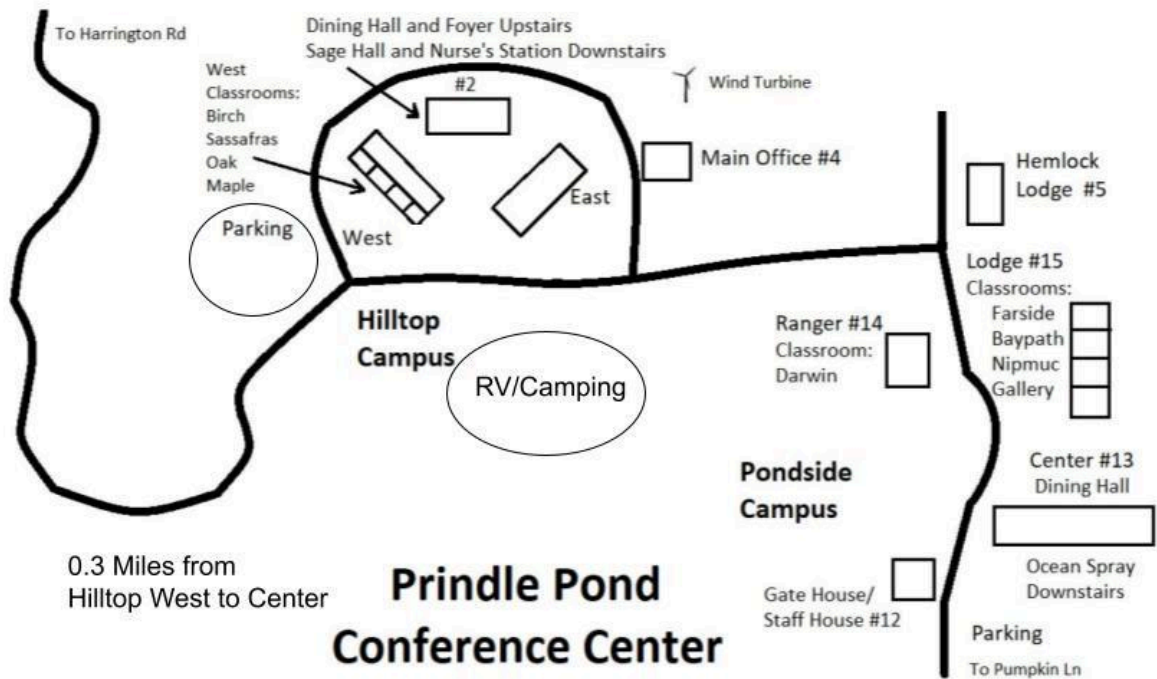 To Harrington Rd
Dining Hall and Foyer Upstairs
Sage Hall and Nurse's Station Downstairs
#2
West
Classrooms:
Birch
Sassafras
Oak
Maple
Parking
West
East
Wind Turbine
Main Office #4
Hemlock
Lodge #5
Lodge #15
Classrooms:
Farside
Baypath
Nipmuc
Gallery
Hilltop
Campus
RV/Camping
Ranger #14
Classroom:
Darwin
Pondside
Campus
Center #13
Dining Hall
Ocean Spray
Downstairs
Gate House/
Staff House #12
Parking
To Pumpkin Ln
0.3 Miles from
Hilltop West to Center
Prindle Pond
Conference Center